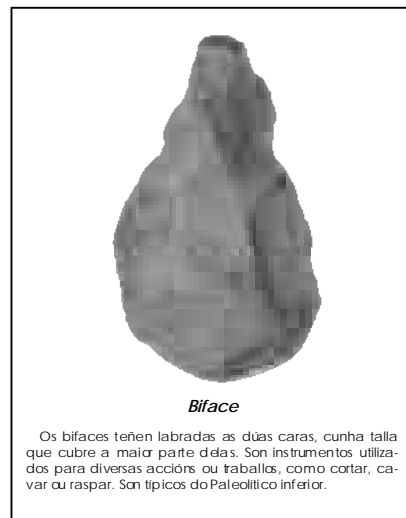 Biface
Os bifaces teñen labradas as dúas caras, cunha talla
que cubre a maior parte delas. Son instrumentos utiliza-
dos para diversas accións ou traballos, como cortar, ca-
var ou raspar. Son típicos do Paleolítico inferior.